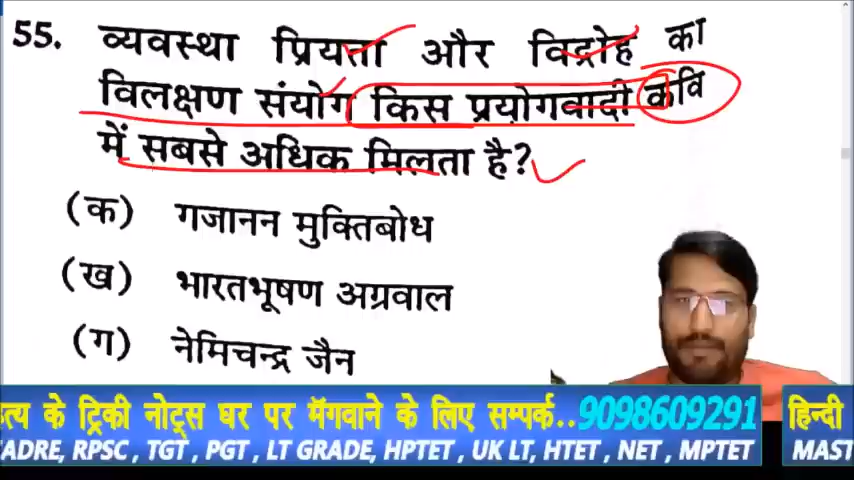 55. व्यवस्था प्रियता और विद्रोह का
विलक्षण संयोग किस प्रयोगवादी कवि
में सबसे अधिक मिलता है?
(क) गजानन मुक्तिबोध
(ख) भारतभूषण अग्रवाल
(ग) नेमिचन्द्र जैन
त्य के ट्रिकी नोट्स घर पर मॅगवाने के लिए सम्पर्क..9098609291 हिन्दी
CADRE, RPSC , TGT , PGT , LT GRADE, HPTET , UK LT, HTET , NET , MPTET MAST